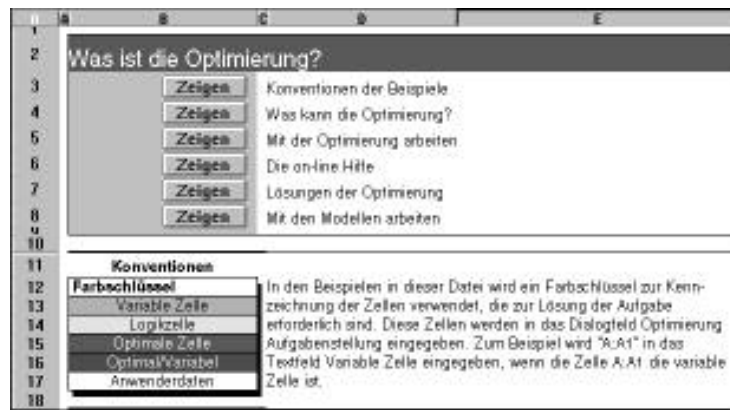 A B C D E
1
2 Was ist die Optimierung?
3 Zeigen Konventionen der Beispiele
4 Zeigen Was kann die Optimierung?
5 Zeigen Mit der Optimierung arbeiten
6 Zeigen Die on-line Hilfe
7 Zeigen Lösungen der Optimierung
8 Zeigen Mit den Modellen arbeiten
9
10
11 Konventionen
12 Farbschlüssel In den Beispielen in dieser Datei wird ein Farbschlüssel zur Kenn-
13 Variable Zelle zeichnung der Zellen verwendet, die zur Lösung der Aufgabe
14 Logikzelle erforderlich sind. Diese Zellen werden in das Dialogfeld Optimierung
15 Optimale Zelle Aufgabenstellung eingegeben. Zum Beispiel wird "A:A1" in das
16 Optimal/Variabel Textfeld Variable Zelle eingegeben, wenn die Zelle A:A1 die variable
17 Anwenderdaten Zelle ist.
18